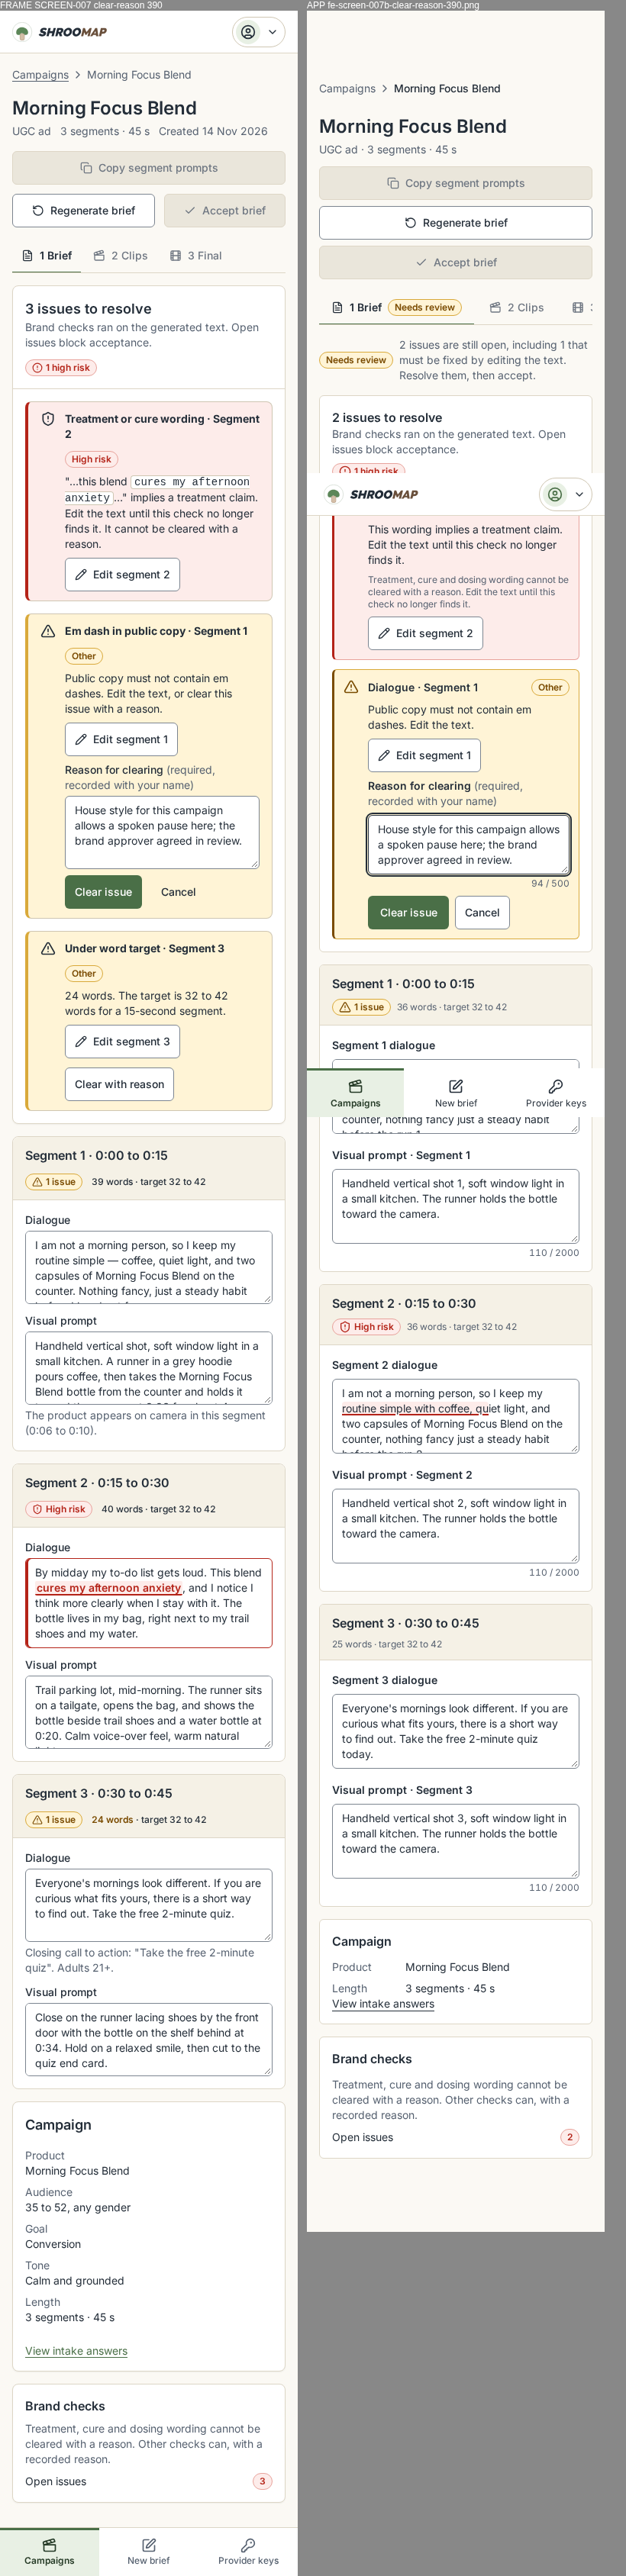 FRAME SCREEN-007 clear-reason 390
SHROOMAP
Campaigns > Morning Focus Blend
Morning Focus Blend
UGC ad 3 segments · 45 s Created 14 Nov 2026
Copy segment prompts
Regenerate brief
Accept brief
1 Brief
2 Clips
3 Final
3 issues to resolve
Brand checks ran on the generated text. Open
issues block acceptance.
1 high risk
Treatment or cure wording · Segment
2
High risk
"...this blend cures my afternoon
anxiety..." implies a treatment claim.
Edit the text until this check no longer
finds it. It cannot be cleared with a
reason.
Edit segment 2
Em dash in public copy · Segment 1
Other
Public copy must not contain em
dashes. Edit the text, or clear this
issue with a reason.
Edit segment 1
Reason for clearing (required,
recorded with your name)
House style for this campaign
allows a spoken pause here; the
brand approver agreed in review.
Clear issue
Cancel
Under word target · Segment 3
Other
24 words. The target is 32 to 42
words for a 15-second segment.
Edit segment 3
Clear with reason
Segment 1 · 0:00 to 0:15
1 issue
39 words · target 32 to 42
Dialogue
I am not a morning person, so I keep my
routine simple — coffee, quiet light, and two
capsules of Morning Focus Blend on the
counter. Nothing fancy, just a steady habit
Visual prompt
Handheld vertical shot, soft window light in a
small kitchen. A runner in a grey hoodie
pours coffee, then takes the Morning Focus
Blend bottle from the counter and holds it
The product appears on camera in this segment
(0:06 to 0:10).
Segment 2 · 0:15 to 0:30
High risk
40 words · target 32 to 42
Dialogue
By midday my to-do list gets loud. This blend
cures my afternoon anxiety, and I notice I
think more clearly when I stay with it. The
bottle lives in my bag, right next to my trail
shoes and my water.
Visual prompt
Trail parking lot, mid-morning. The runner sits
on a tailgate, opens the bag, and shows the
bottle beside trail shoes and a water bottle at
0:20. Calm voice-over feel, warm natural
Segment 3 · 0:30 to 0:45
1 issue
24 words · target 32 to 42
Dialogue
Everyone's mornings look different. If you are
curious what fits yours, there is a short way
to find out. Take the free 2-minute quiz.
Closing call to action: "Take the free 2-minute
quiz". Adults 21+.
Visual prompt
Close on the runner lacing shoes by the front
door with the bottle on the shelf behind at
0:34. Hold on a relaxed smile, then cut to the
quiz end card.
Campaign
Product
Morning Focus Blend
Audience
35 to 52, any gender
Goal
Conversion
Tone
Calm and grounded
Length
3 segments · 45 s
View intake answers
Brand checks
Treatment, cure and dosing wording cannot be
cleared with a reason. Other checks can, with a
recorded reason.
Open issues
3
Campaigns
New brief
Provider keys
APP fe-screen-007b-clear-reason-390.png
Campaigns > Morning Focus Blend
Morning Focus Blend
UGC ad · 3 segments · 45 s
Copy segment prompts
Regenerate brief
Accept brief
1 Brief Needs review
2 Clips
Needs review
2 issues are still open, including 1 that
must be fixed by editing the text.
Resolve them, then accept.
2 issues to resolve
Brand checks ran on the generated text. Open
issues block acceptance.
1 high risk
SHROOMAP
This wording implies a treatment claim.
Edit the text until this check no longer
finds it.
Treatment, cure and dosing wording cannot be
cleared with a reason. Edit the text until this
check no longer finds it.
Edit segment 2
Dialogue · Segment 1
Other
Public copy must not contain em
dashes. Edit the text.
Edit segment 1
Reason for clearing (required,
recorded with your name)
House style for this campaign allows
a spoken pause here; the brand
approver agreed in review.
94 / 500
Clear issue
Cancel
Segment 1 · 0:00 to 0:15
1 issue
36 words · target 32 to 42
Segment 1 dialogue
Campaigns
New brief
Provider keys
counter, nothing fancy just a steady habit
Visual prompt · Segment 1
Handheld vertical shot 1, soft window light in
a small kitchen. The runner holds the bottle
toward the camera.
110 / 2000
Segment 2 · 0:15 to 0:30
High risk
36 words · target 32 to 42
Segment 2 dialogue
I am not a morning person, so I keep my
routine simple with coffee, quiet light, and
two capsules of Morning Focus Blend on the
counter, nothing fancy just a steady habit
Visual prompt · Segment 2
Handheld vertical shot 2, soft window light in
a small kitchen. The runner holds the bottle
toward the camera.
110 / 2000
Segment 3 · 0:30 to 0:45
25 words · target 32 to 42
Segment 3 dialogue
Everyone's mornings look different. If you are
curious what fits yours, there is a short way
to find out. Take the free 2-minute quiz
today.
Visual prompt · Segment 3
Handheld vertical shot 3, soft window light in
a small kitchen. The runner holds the bottle
toward the camera.
110 / 2000
Campaign
Product Morning Focus Blend
Length 3 segments · 45 s
View intake answers
Brand checks
Treatment, cure and dosing wording cannot be
cleared with a reason. Other checks can, with a
recorded reason.
Open issues
2